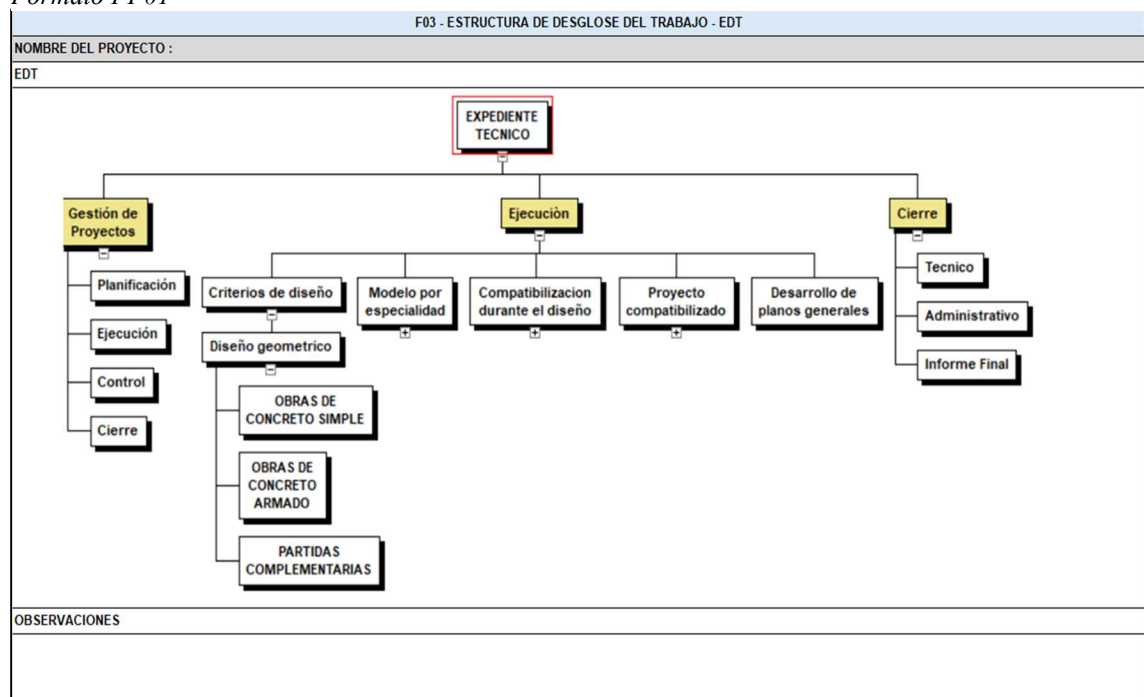 F03 - ESTRUCTURA DE DESGLOSE DEL TRABAJO - EDT
NOMBRE DEL PROYECTO :
EDT
EXPEDIENTE
TECNICO
Gestión de
Proyectos
Planificación
Ejecución
Control
Cierre
Ejecuciòn
Criterios de diseño
Diseño geometrico
OBRAS DE
CONCRETO SIMPLE
OBRAS DE
CONCRETO
ARMADO
PARTIDAS
COMPLEMENTARIAS
Modelo por
especialidad
Compatibilizacion
durante el diseño
Proyecto
compatibilizado
Desarrollo de
planos generales
Cierre
Tecnico
Administrativo
Informe Final
OBSERVACIONES